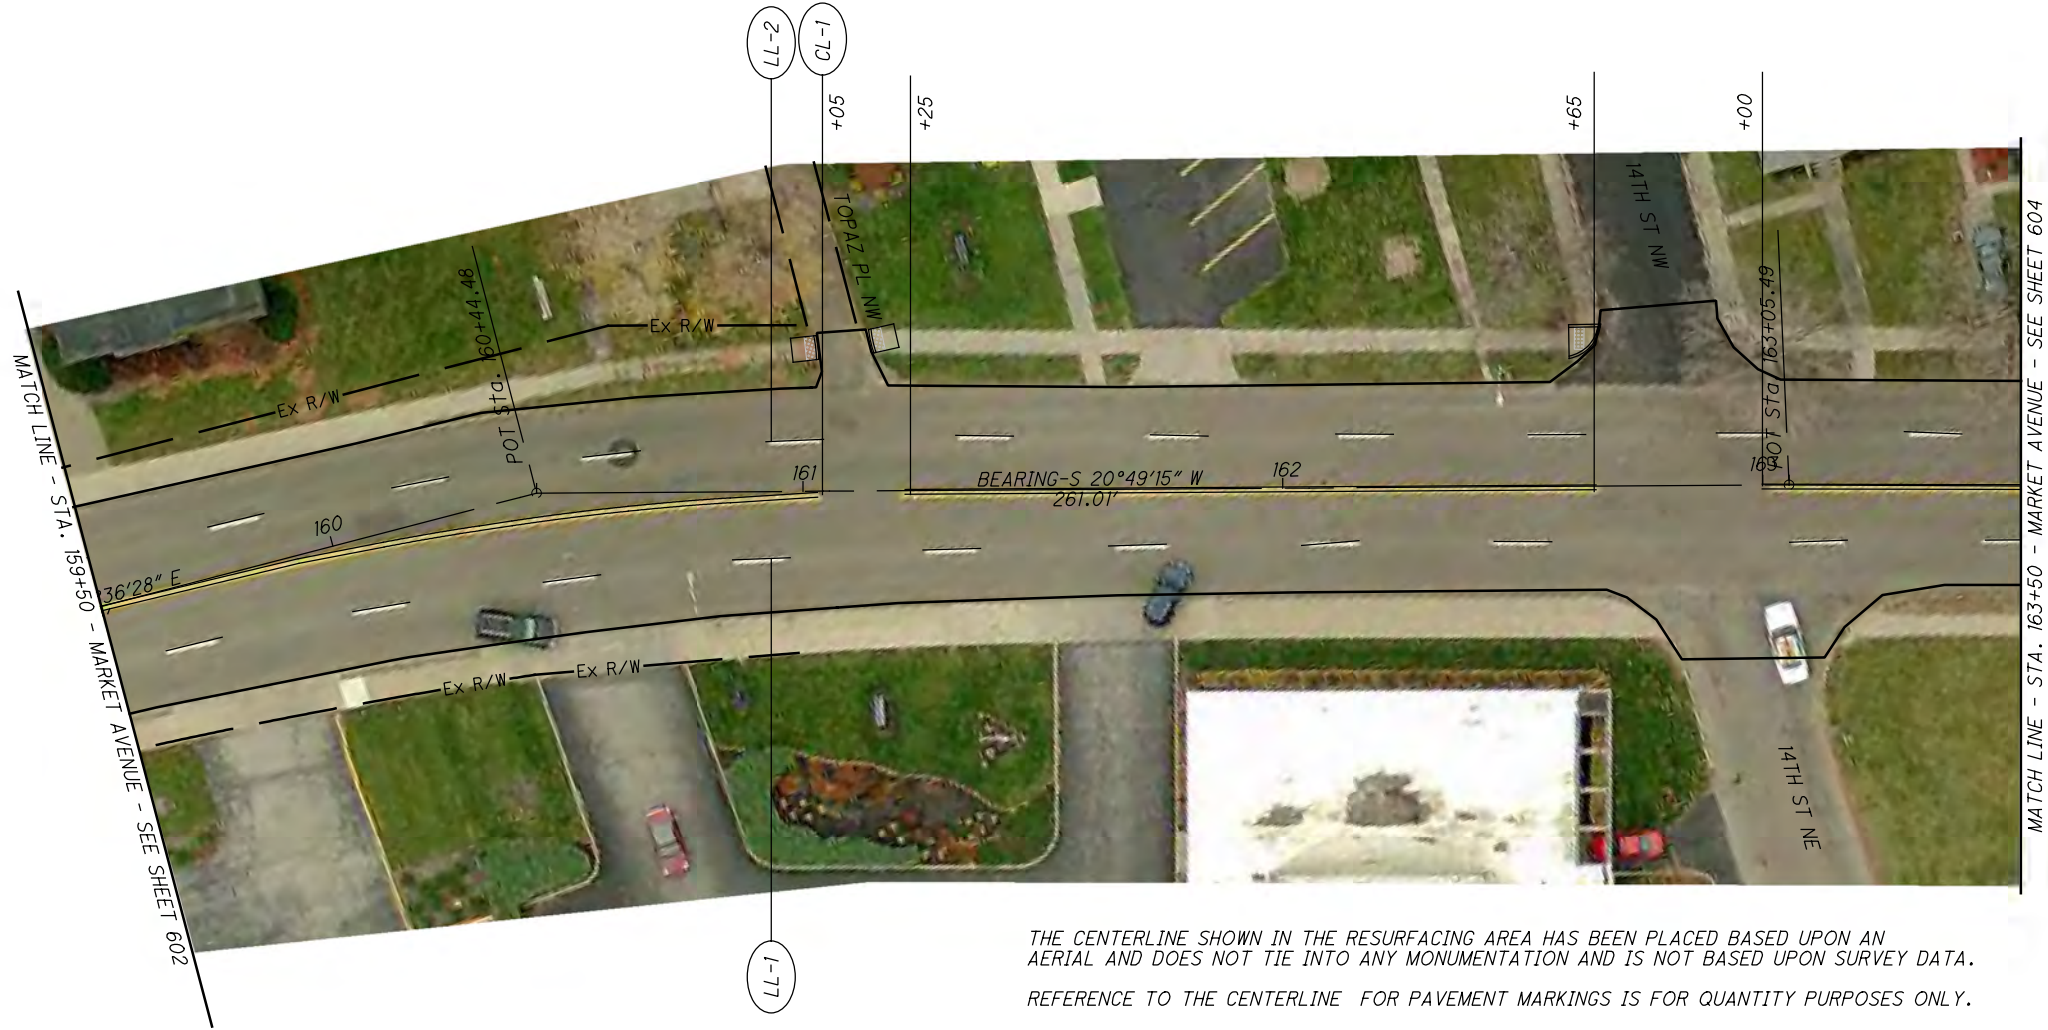 LL-2
CL-1
+05
+25
+65
+00
TOPAZ PL NW
14TH ST NW
POT Sta. 160+44.48
POT Sta. 163+05.49
Ex R/W
Ex R/W
160
161
162
163
BEARING-S 20°49'15" W
261.01'
36'28" E
Ex R/W
Ex R/W
14TH ST NE
LL-1
MATCH LINE - STA. 159+50 - MARKET AVENUE - SEE SHEET 602
MATCH LINE - STA. 163+50 - MARKET AVENUE - SEE SHEET 604
THE CENTERLINE SHOWN IN THE RESURFACING AREA HAS BEEN PLACED BASED UPON AN
AERIAL AND DOES NOT TIE INTO ANY MONUMENTATION AND IS NOT BASED UPON SURVEY DATA.
REFERENCE TO THE CENTERLINE FOR PAVEMENT MARKINGS IS FOR QUANTITY PURPOSES ONLY.